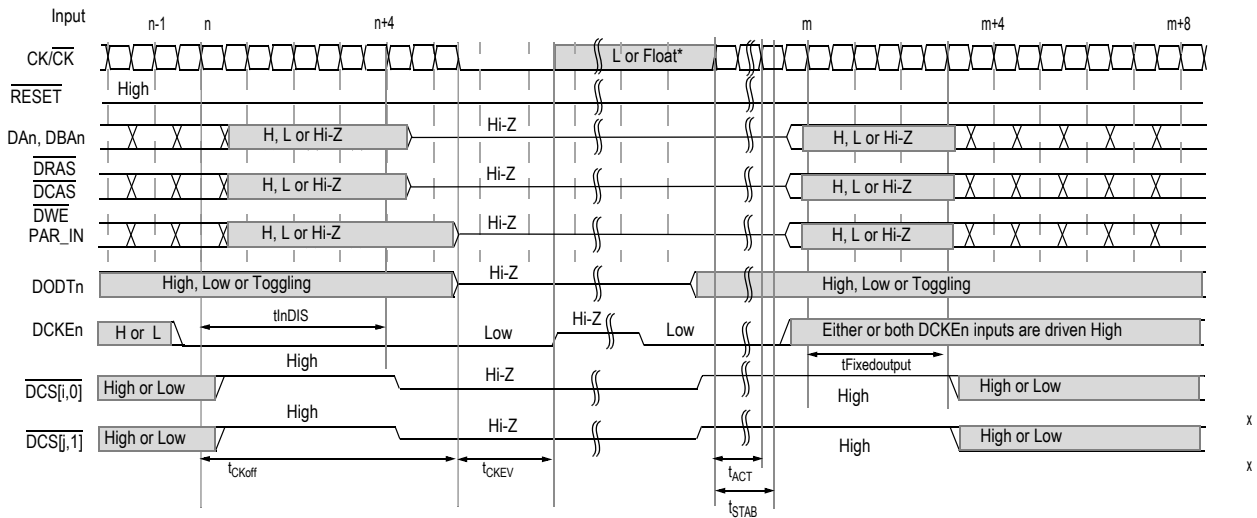 Input
n-1 n n+4 m m+4 m+8
CK/CK L or Float*
RESET High
DAn, DBAn H, L or Hi-Z Hi-Z H, L or Hi-Z
DRAS
DCAS H, L or Hi-Z Hi-Z H, L or Hi-Z
DWE
PAR_IN H, L or Hi-Z Hi-Z H, L or Hi-Z
DODTn High, Low or Toggling Hi-Z High, Low or Toggling
tInDIS
DCKEn H or L Low Hi-Z Low Either or both DCKEn inputs are driven High
tFixedoutput
DCS[i,0] High or Low High Hi-Z High High or Low
x
DCS[j,1] High or Low High Hi-Z High High or Low
tCKoff tCKEV tACT x
tSTAB